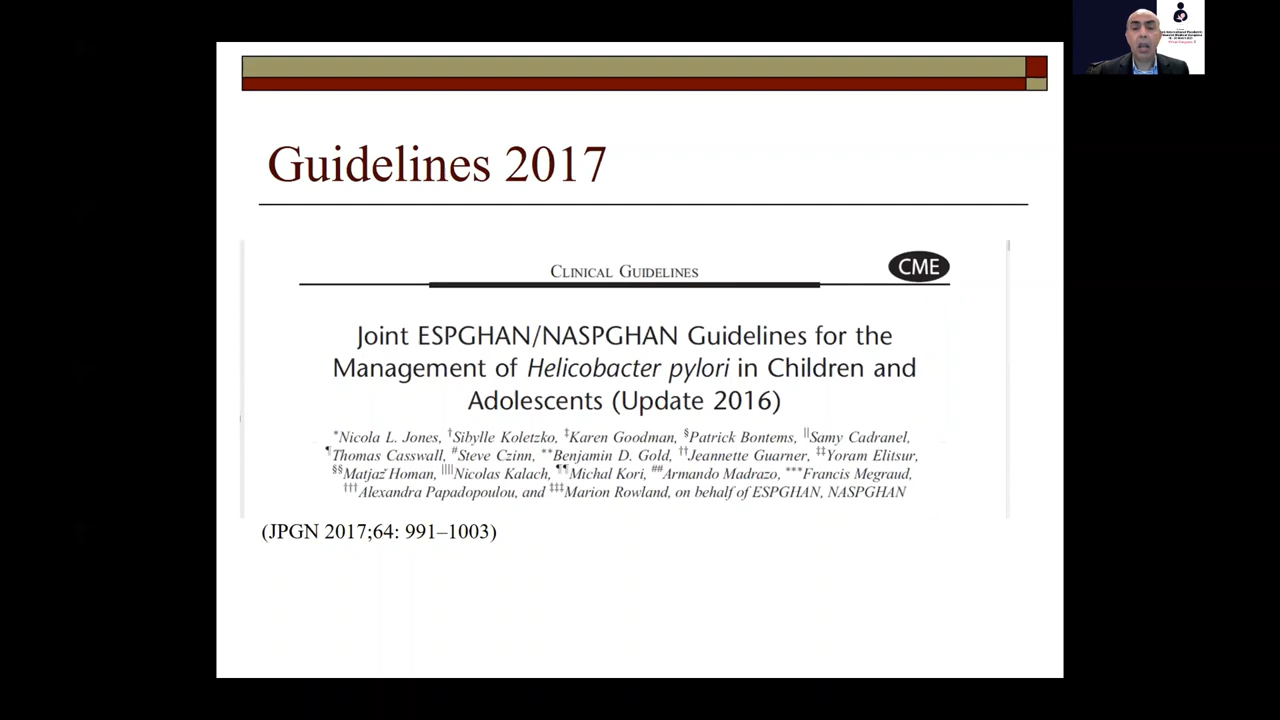 Guidelines 2017
CLINICAL GUIDELINES
CME
Joint ESPGHAN/NASPGHAN Guidelines for the
Management of Helicobacter pylori in Children and
Adolescents (Update 2016)
*Nicola L. Jones, †Sibylle Koletzko, ‡Karen Goodman, §Patrick Bontems, ||Samy Cadranel,
¶Thomas Casswall, #Steve Czinn, **Benjamin D. Gold, ††Jeannette Guarner, ‡‡Yoram Elitsur,
§§Matjaž Homan, ||||Nicolas Kalach, ¶¶Michal Kori, ##Armando Madrazo, ***Francis Megraud,
†††Alexandra Papadopoulou, and ‡‡‡Marion Rowland, on behalf of ESPGHAN, NASPGHAN
(JPGN 2017;64: 991–1003)